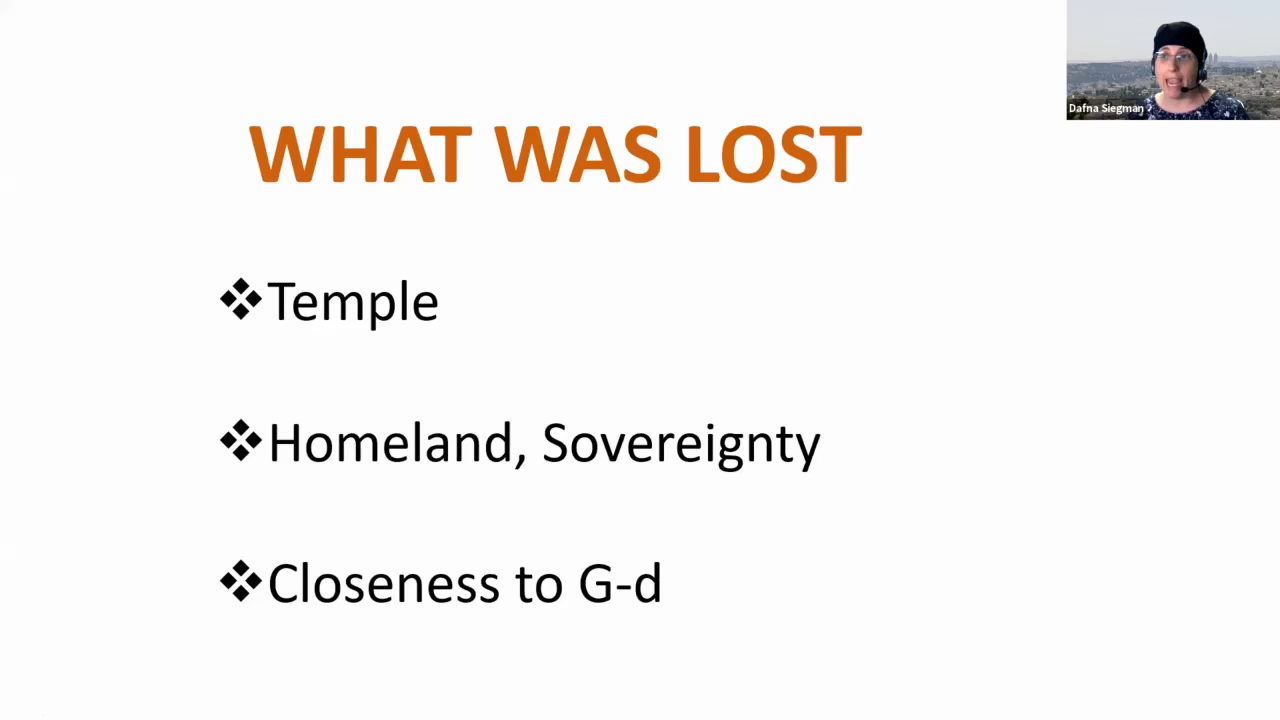 Dafna Siegman
WHAT WAS LOST
❖Temple
❖Homeland, Sovereignty
❖Closeness to G-d